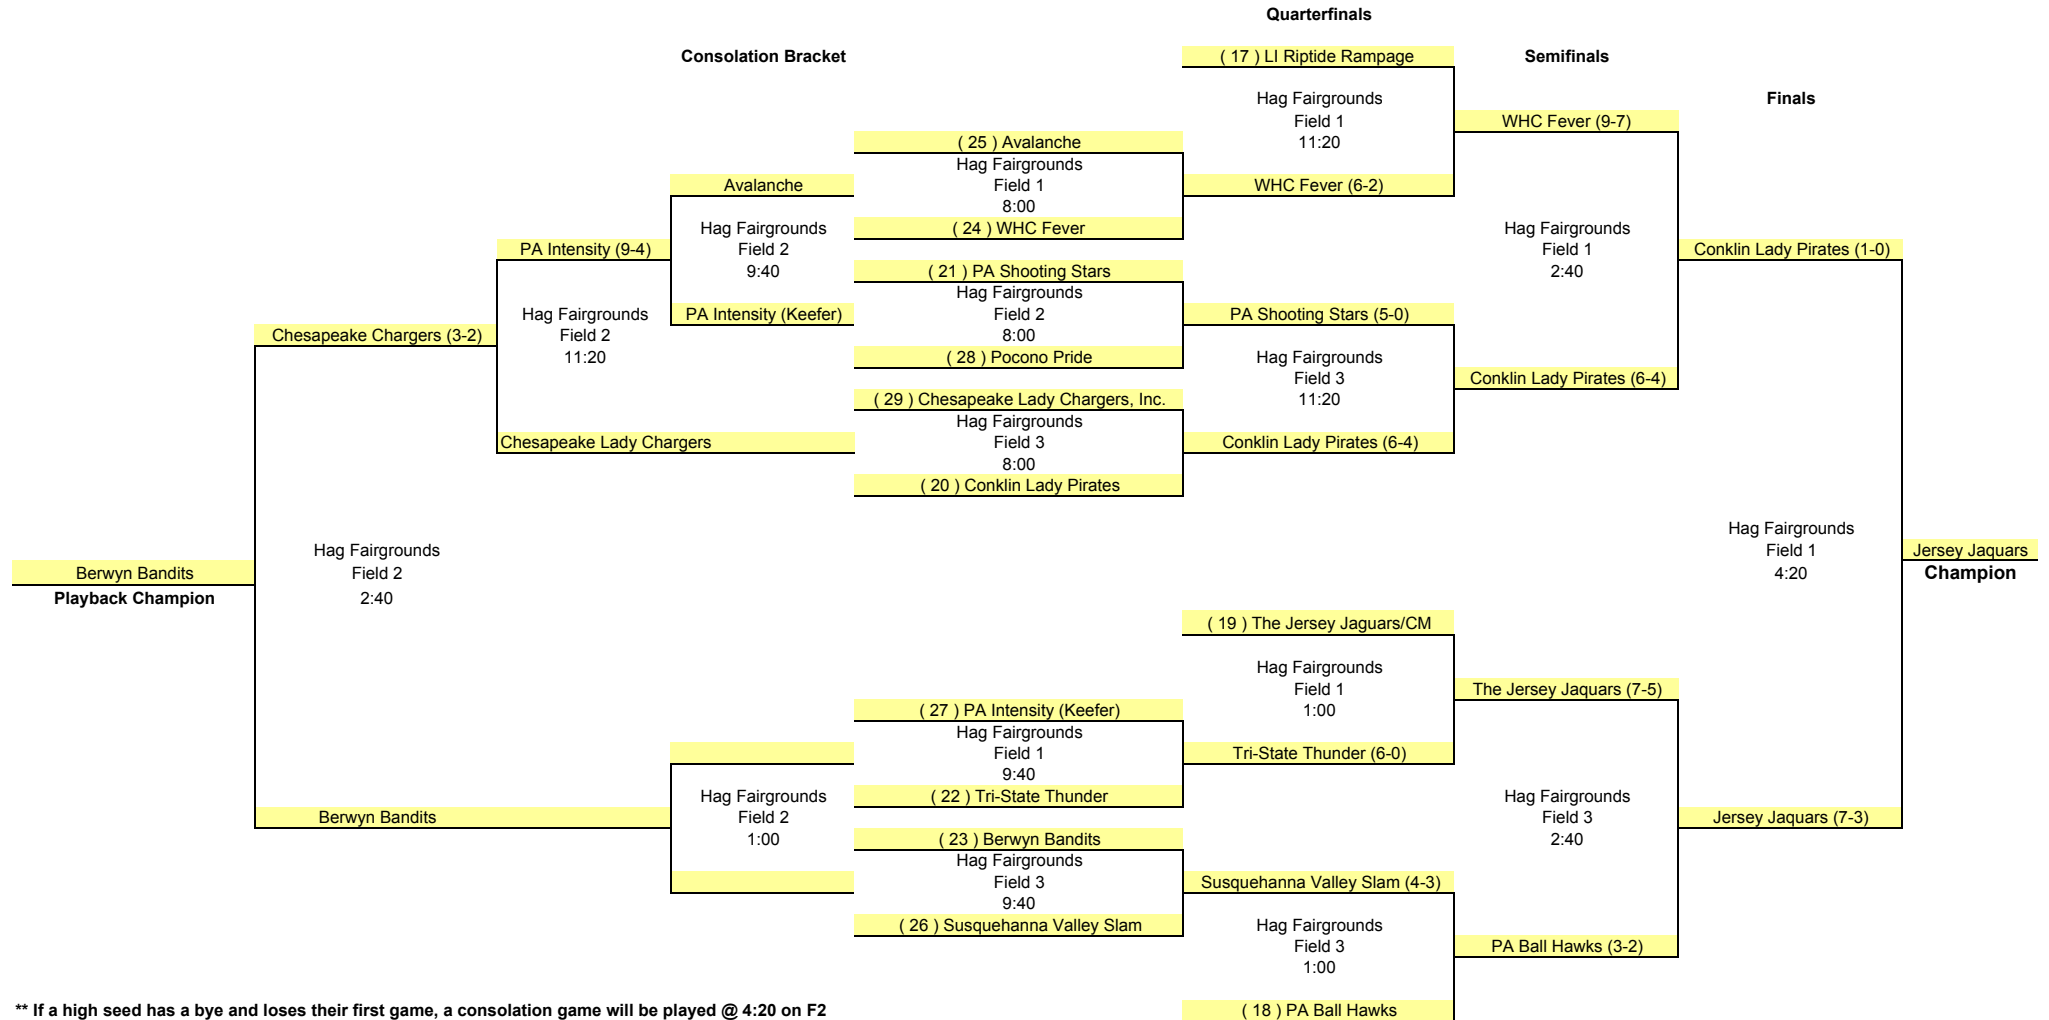 Quarterfinals
Consolation Bracket
( 17 ) LI Riptide Rampage
Semifinals
Hag Fairgrounds
Field 1
11:20
Finals
WHC Fever (9-7)
( 25 ) Avalanche
Hag Fairgrounds
Field 1
8:00
( 24 ) WHC Fever
Avalanche
WHC Fever (6-2)
Hag Fairgrounds
Field 2
9:40
Hag Fairgrounds
Field 1
2:40
PA Intensity (9-4)
Conklin Lady Pirates (1-0)
( 21 ) PA Shooting Stars
Hag Fairgrounds
Field 2
8:00
( 28 ) Pocono Pride
PA Intensity (Keefer)
PA Shooting Stars (5-0)
Hag Fairgrounds
Field 2
11:20
Chesapeake Chargers (3-2)
Hag Fairgrounds
Field 3
11:20
Conklin Lady Pirates (6-4)
( 29 ) Chesapeake Lady Chargers, Inc.
Hag Fairgrounds
Field 3
8:00
( 20 ) Conklin Lady Pirates
Chesapeake Lady Chargers
Conklin Lady Pirates (6-4)
Hag Fairgrounds
Field 2
2:40
Berwyn Bandits
Playback Champion
Hag Fairgrounds
Field 1
4:20
Jersey Jaquars
Champion
( 19 ) The Jersey Jaguars/CM
Hag Fairgrounds
Field 1
1:00
The Jersey Jaquars (7-5)
( 27 ) PA Intensity (Keefer)
Hag Fairgrounds
Field 1
9:40
( 22 ) Tri-State Thunder
Tri-State Thunder (6-0)
Hag Fairgrounds
Field 2
1:00
Hag Fairgrounds
Field 3
2:40
Berwyn Bandits
Jersey Jaquars (7-3)
( 23 ) Berwyn Bandits
Hag Fairgrounds
Field 3
9:40
( 26 ) Susquehanna Valley Slam
Susquehanna Valley Slam (4-3)
Hag Fairgrounds
Field 3
1:00
PA Ball Hawks (3-2)
( 18 ) PA Ball Hawks
** If a high seed has a bye and loses their first game, a consolation game will be played @ 4:20 on F2